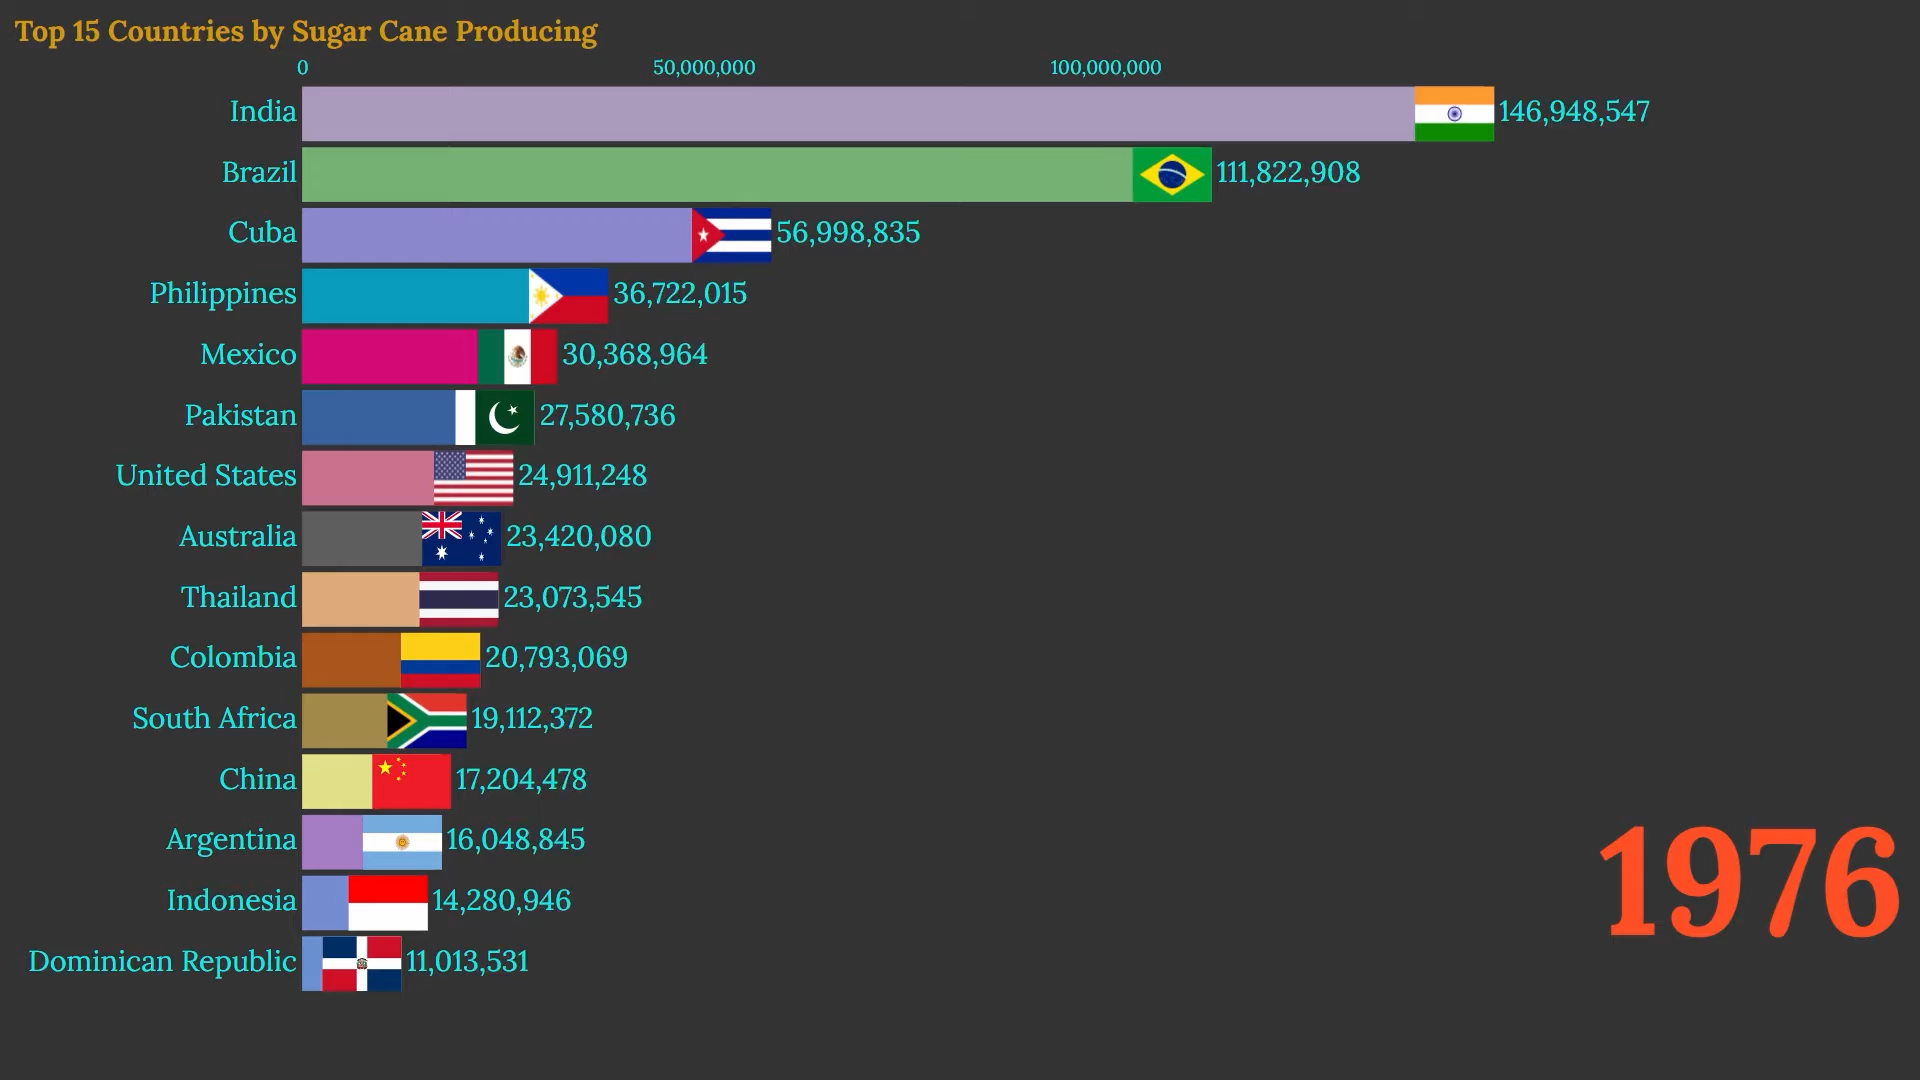 Top 15 Countries by Sugar Cane Producing
0 50,000,000 100,000,000
India 146,948,547
Brazil 111,822,908
Cuba 56,998,835
Philippines 36,722,015
Mexico 30,368,964
Pakistan 27,580,736
United States 24,911,248
Australia 23,420,080
Thailand 23,073,545
Colombia 20,793,069
South Africa 19,112,372
China 17,204,478
Argentina 16,048,845
Indonesia 14,280,946
Dominican Republic 11,013,531
1976